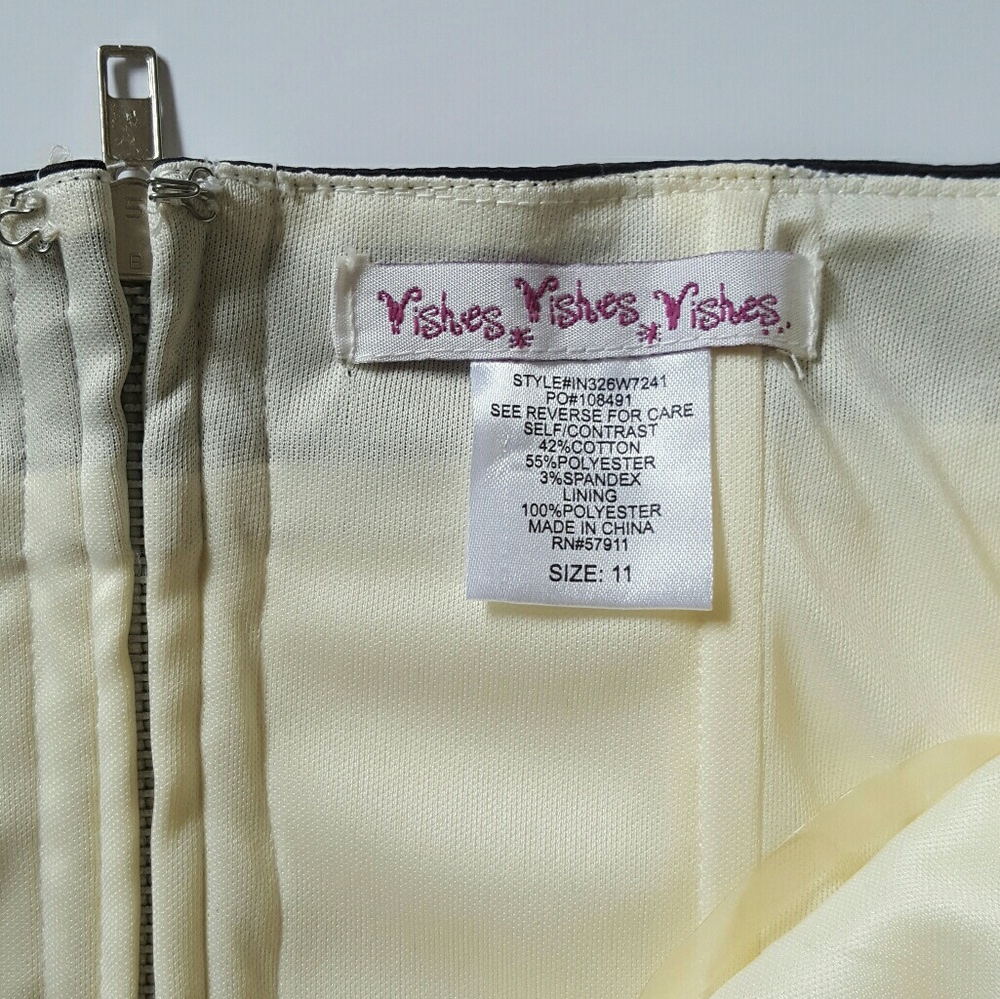 Wishes Wishes Wishes...
STYLE#IN326W7241
PO#108491
SEE REVERSE FOR CARE
SELF/CONTRAST
42%COTTON
55%POLYESTER
3%SPANDEX
LINING
100%POLYESTER
MADE IN CHINA
RN#57911
SIZE: 11